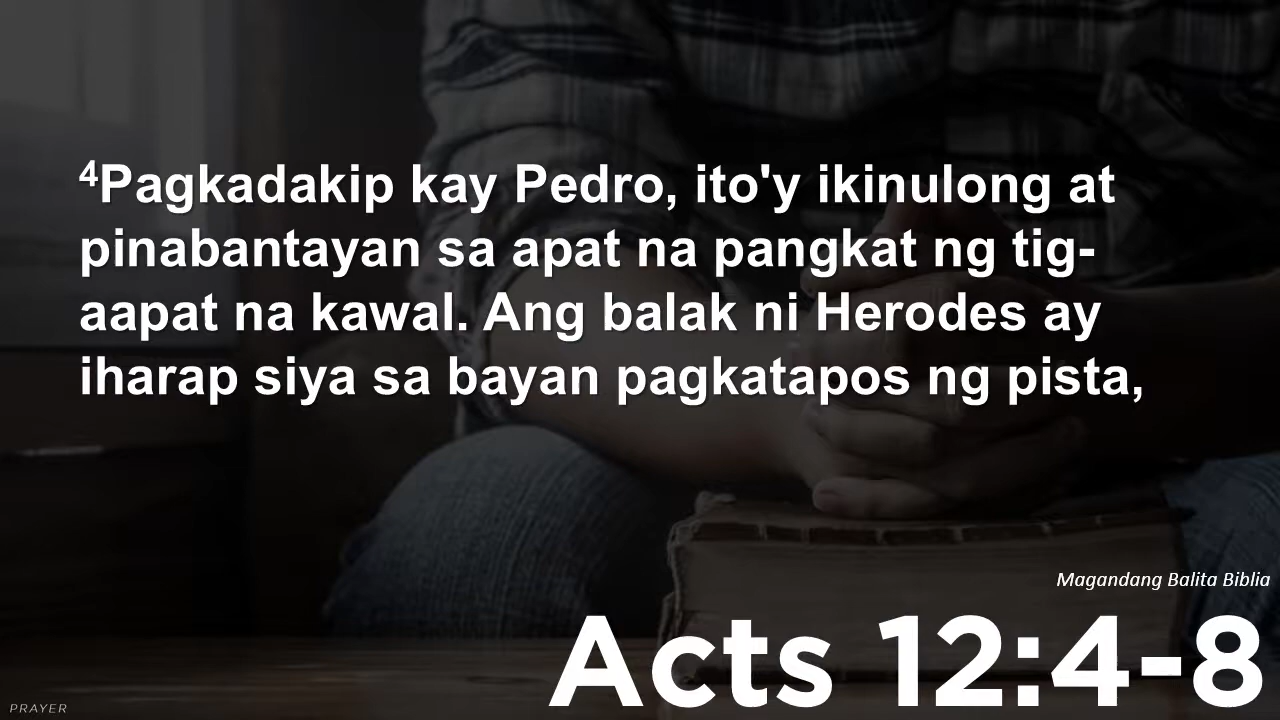 ⁴Pagkadakip kay Pedro, ito'y ikinulong at
pinabantayan sa apat na pangkat ng tig-
aapat na kawal. Ang balak ni Herodes ay
iharap siya sa bayan pagkatapos ng pista,
Magandang Balita Biblia
Acts 12:4-8
PRAYER